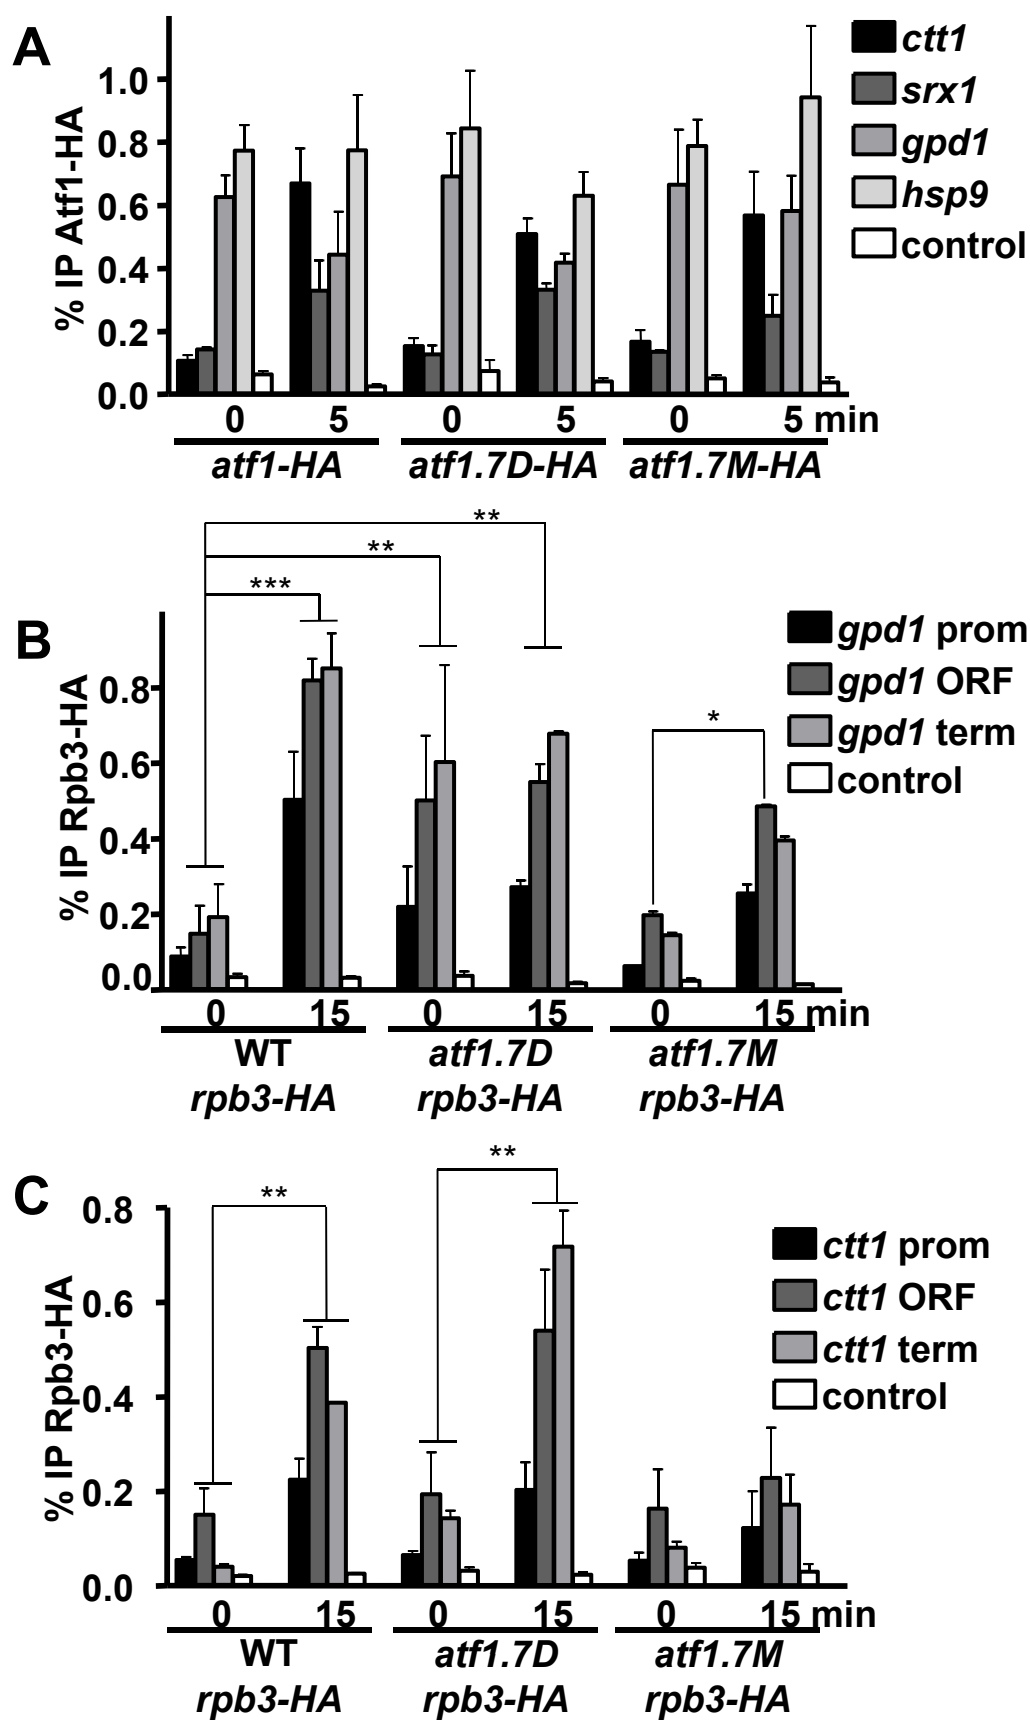 A
% IP Atf1-HA
1.0
0.8
0.6
0.4
0.2
0.0
ctt1
srx1
gpd1
hsp9
control
0 5 0 5 0 5 min
atf1-HA atf1.7D-HA atf1.7M-HA
B
% IP Rpb3-HA
0.8
0.6
0.4
0.2
0.0
**
**
***
*
gpd1 prom
gpd1 ORF
gpd1 term
control
0 15 0 15 0 15 min
WT atf1.7D atf1.7M
rpb3-HA rpb3-HA rpb3-HA
C
% IP Rpb3-HA
0.8
0.6
0.4
0.2
0.0
**
**
ctt1 prom
ctt1 ORF
ctt1 term
control
0 15 0 15 0 15 min
WT atf1.7D atf1.7M
rpb3-HA rpb3-HA rpb3-HA